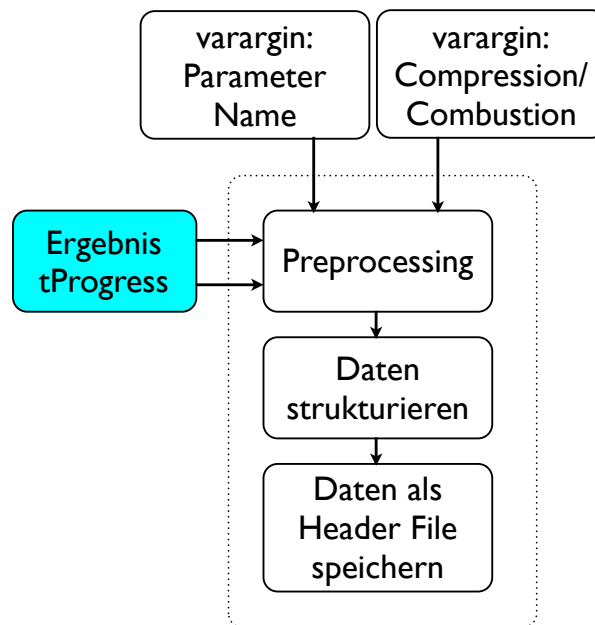 varargin:
Parameter
Name
varargin:
Compression/
Combustion
Ergebnis
tProgress
Preprocessing
Daten
strukturieren
Daten als
Header File
speichern